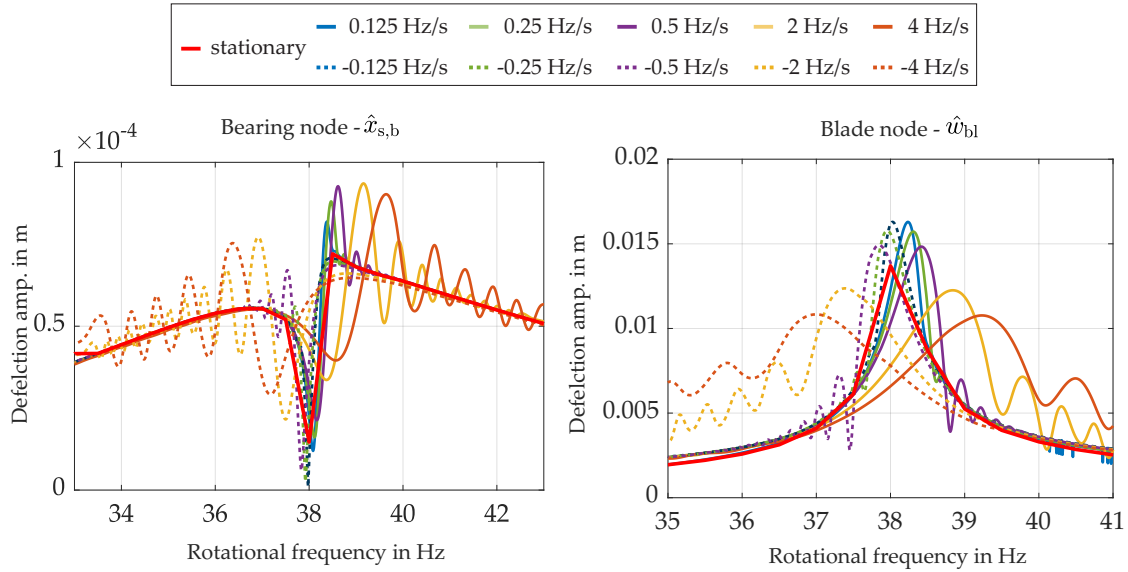 stationary
0.125 Hz/s 0.25 Hz/s 0.5 Hz/s 2 Hz/s 4 Hz/s
-0.125 Hz/s -0.25 Hz/s -0.5 Hz/s -2 Hz/s -4 Hz/s
Bearing node - x̂s,b
×10-4
1
0.5
0
34 36 38 40 42
Defelction amp. in m
Rotational frequency in Hz
Blade node - ŵbl
0.02
0.015
0.01
0.005
0
35 36 37 38 39 40 41
Defelction amp. in m
Rotational frequency in Hz